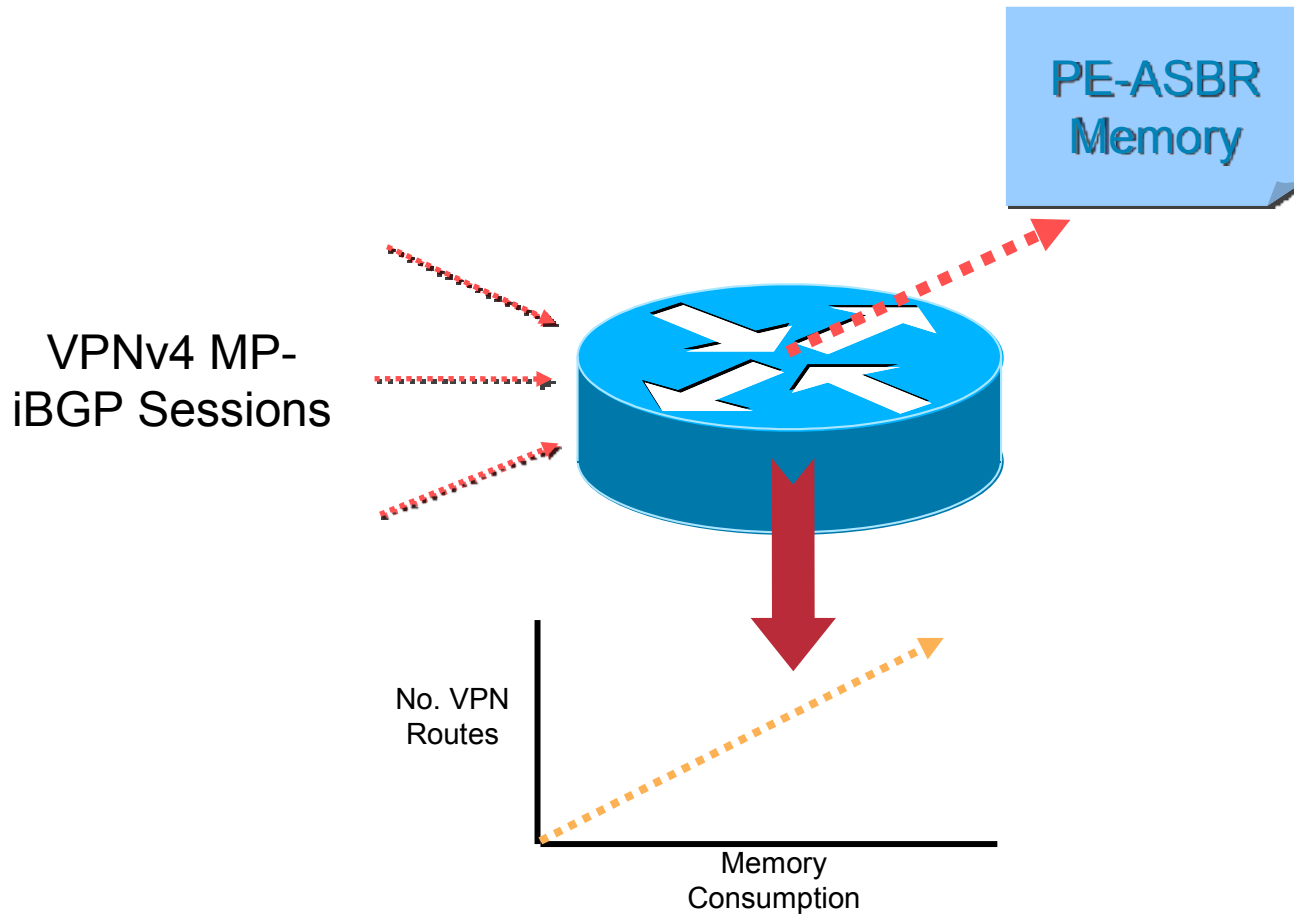 PE-ASBR
Memory
VPNv4 MP-
iBGP Sessions
No. VPN
Routes
Memory
Consumption